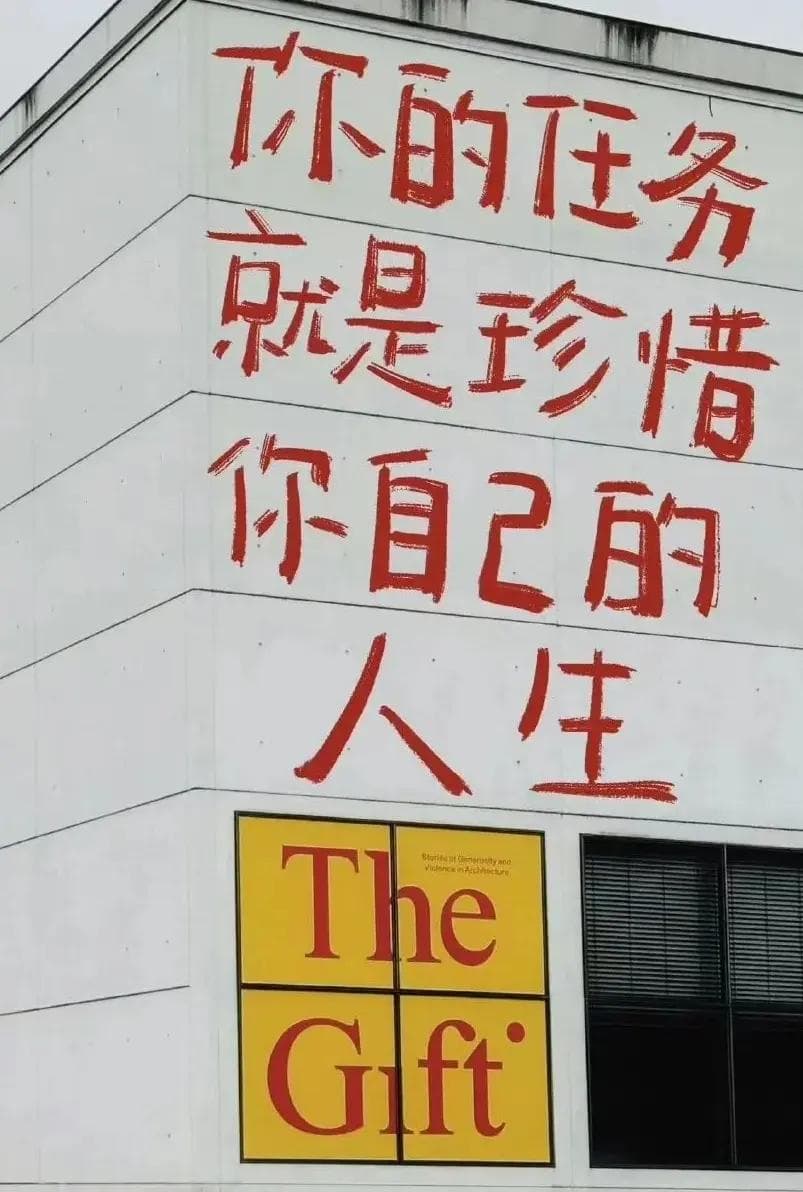 你的任务
就是珍惜
你自己的
人生
The
Stories of Generosity and
Violence in Architecture
Gift